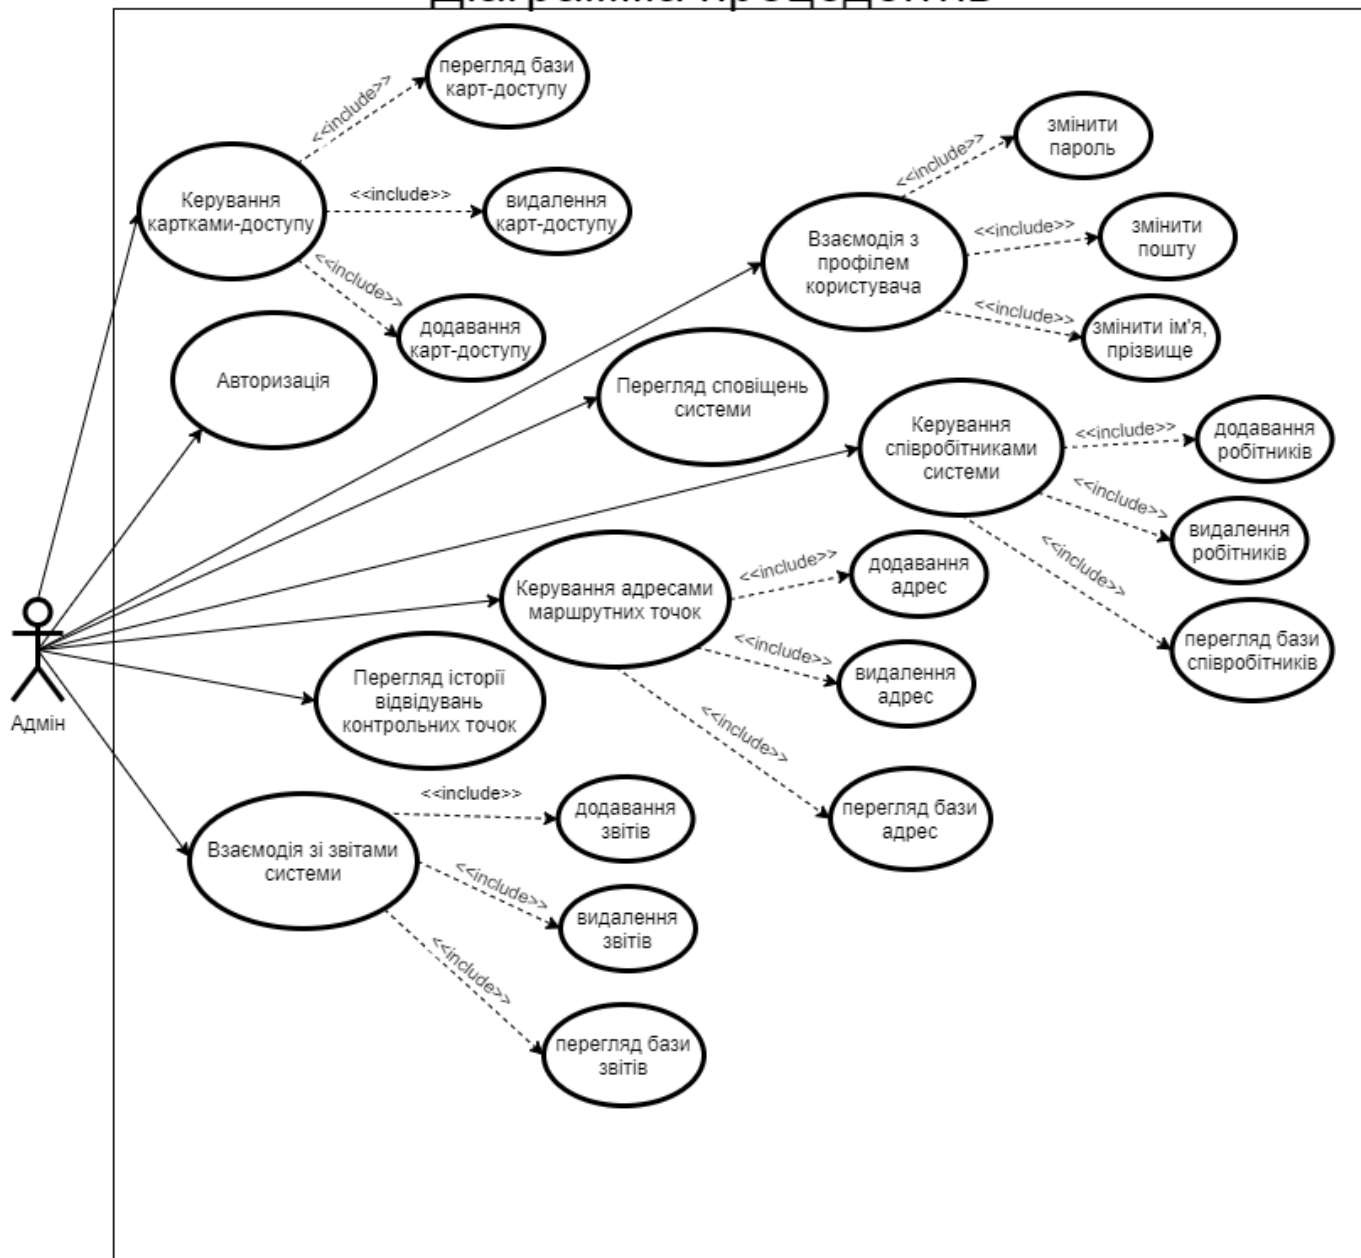 перегляд бази
карт-доступу
<<include>>
Керування
картками-доступу
<<include>>
видалення
карт-доступу
<<include>>
додавання
карт-доступу
Авторизація
змінити
пароль
<<include>>
Взаємодія з
профілем
користувача
<<include>>
змінити
пошту
<<include>>
змінити ім'я,
прізвище
Перегляд сповіщень
системи
Керування
співробітниками
системи
<<include>>
додавання
робітників
<<include>>
видалення
робітників
<<include>>
перегляд бази
співробітників
Керування адресами
маршрутних точок
<<include>>
додавання
адрес
<<include>>
видалення
адрес
<<include>>
перегляд бази
адрес
Адмін
Перегляд історії
відвідувань
контрольних точок
Взаємодія зі звітами
системи
<<include>>
додавання
звітів
<<include>>
видалення
звітів
<<include>>
перегляд бази
звітів